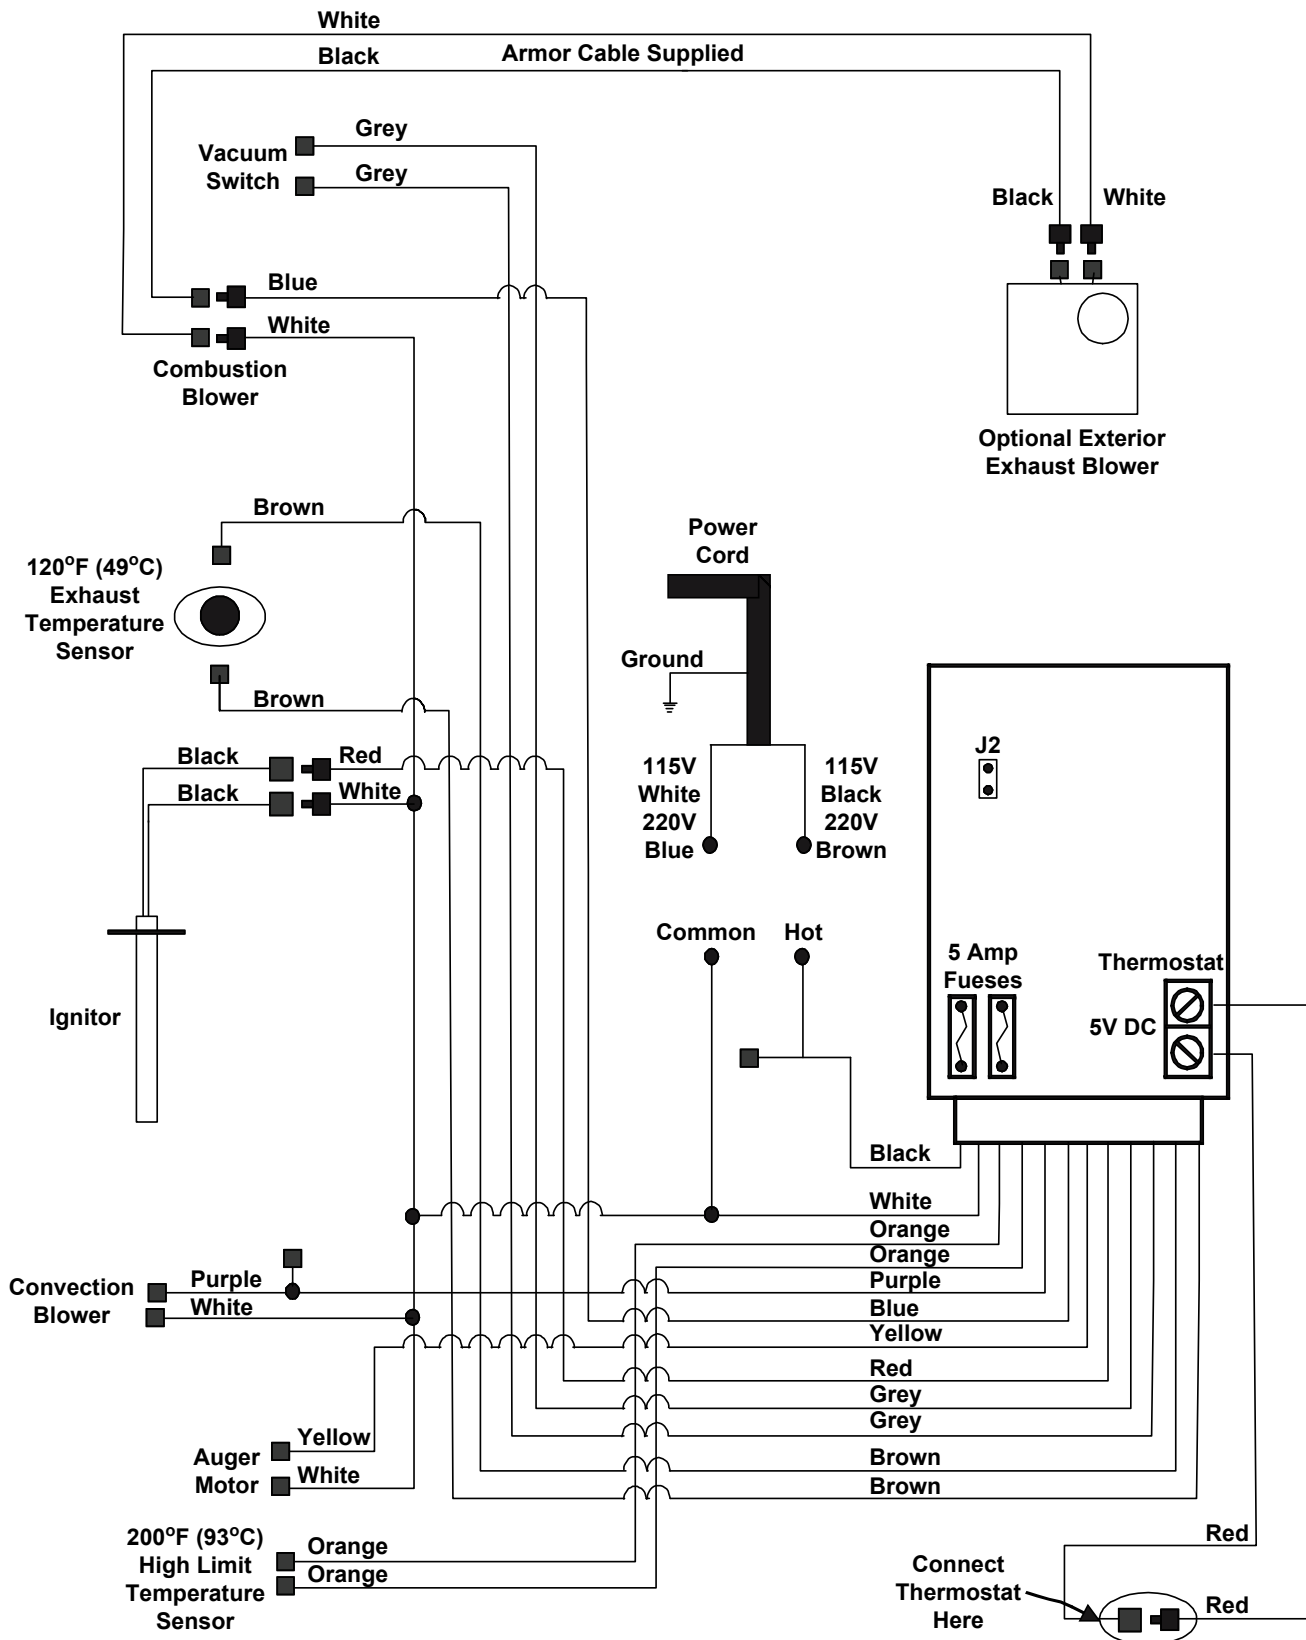 White
Black
Armor Cable Supplied
Grey
Vacuum
Switch
Grey
Black
White
Blue
White
Combustion
Blower
Optional Exterior
Exhaust Blower
Brown
120°F (49°C)
Exhaust
Temperature
Sensor
Brown
Power
Cord
Ground
Black
Red
Black
White
115V
White
220V
Blue
115V
Black
220V
Brown
J2
Ignitor
Common
Hot
5 Amp
Fueses
Thermostat
5V DC
Black
White
Orange
Orange
Purple
Blue
Yellow
Red
Grey
Grey
Brown
Brown
Convection
Blower
Purple
White
Auger
Motor
Yellow
White
200°F (93°C)
High Limit
Temperature
Sensor
Orange
Orange
Red
Connect
Thermostat
Here
Red